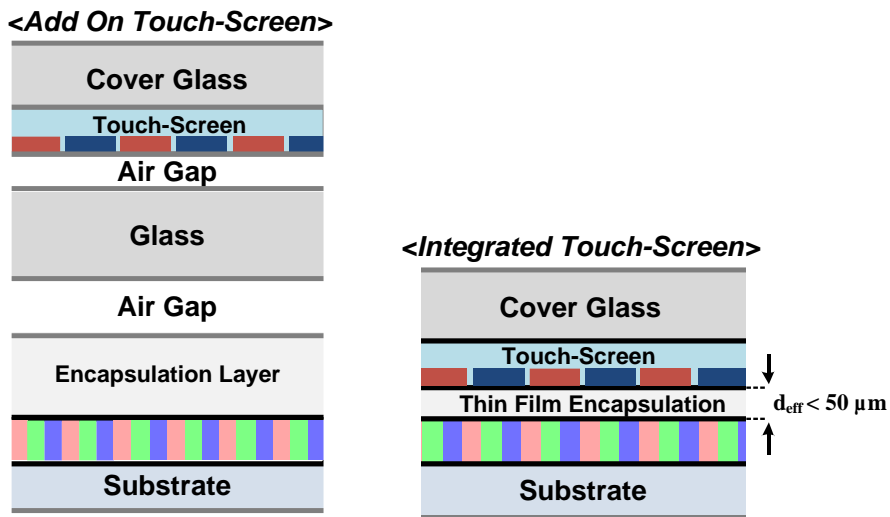 <Add On Touch-Screen>
Cover Glass
Touch-Screen
Air Gap
Glass
Air Gap
Encapsulation Layer
Substrate
<Integrated Touch-Screen>
Cover Glass
Touch-Screen
Thin Film Encapsulation
d_eff < 50 µm
Substrate